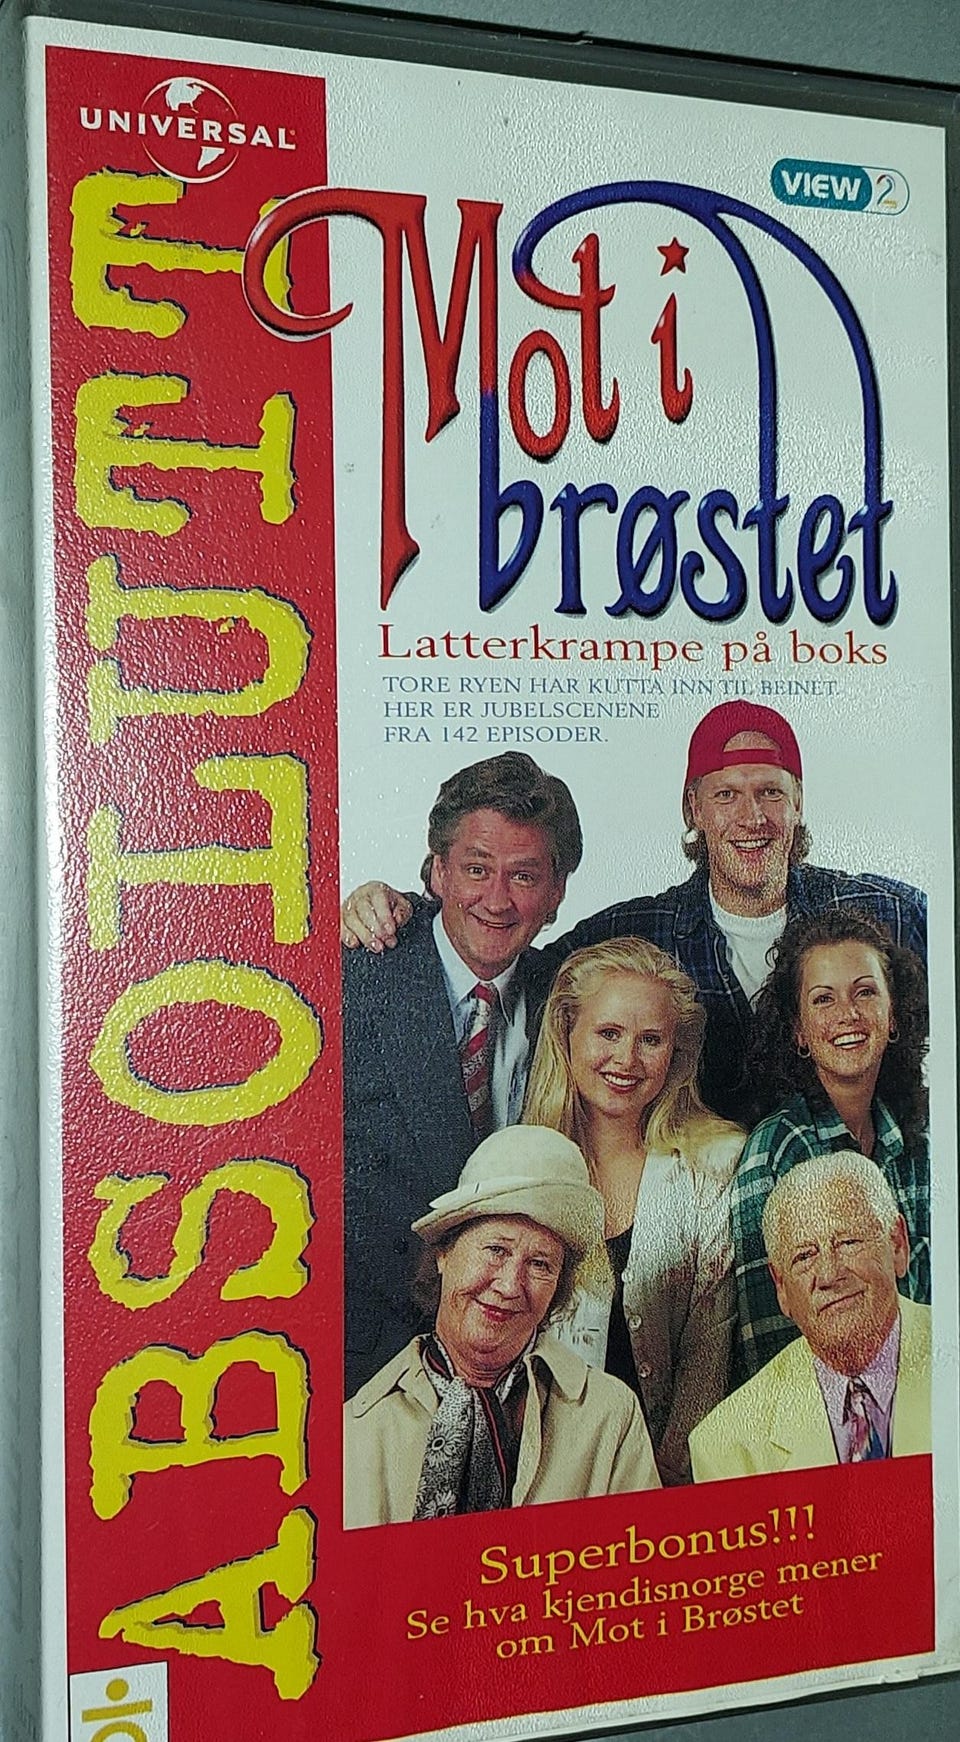 UNIVERSAL
VIEW 2
ABSOLUTT
Mot i
brøstet
Latterkrampe på boks
TORE RYEN HAR KUTTA INN TIL BEINET.
HER ER JUBELSCENENE
FRA 142 EPISODER.
Superbonus!!!
Se hva kjendisnorge mener
om Mot i Brøstet